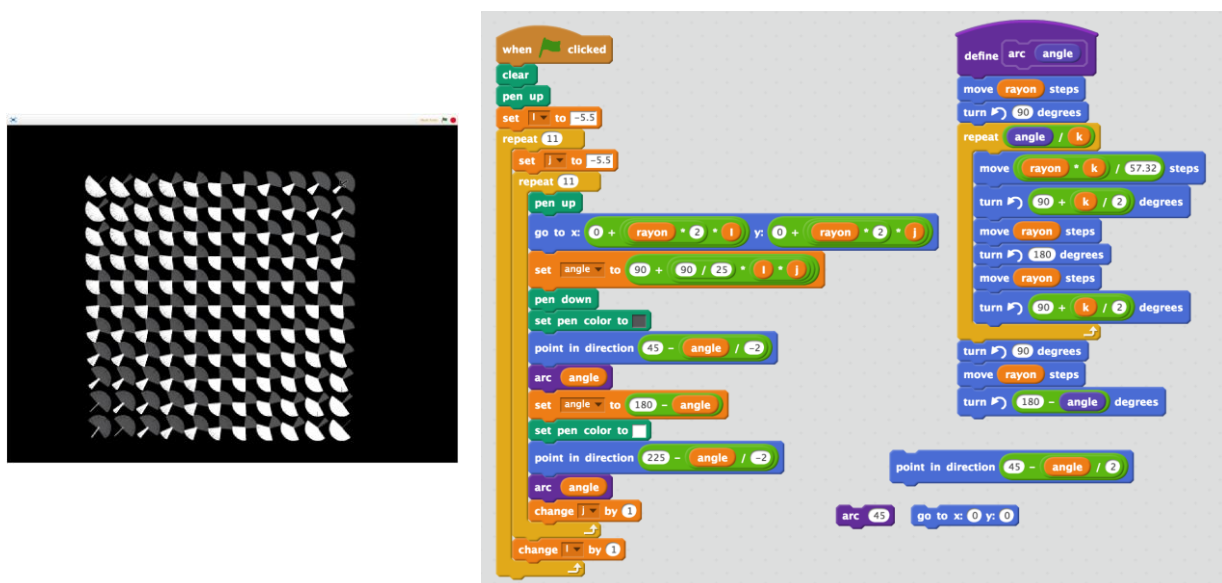 when clicked
clear
pen up
set I to -5.5
repeat 11
set j to -5.5
repeat 11
pen up
go to x: 0 + rayon * 2 * I y: 0 + rayon * 2 * j
set angle to 90 + 90 / 25 * I * j
pen down
set pen color to
point in direction 45 - angle / -2
arc angle
set angle to 180 - angle
set pen color to
point in direction 225 - angle / -2
arc angle
change j by 1
change I by 1
define arc angle
move rayon steps
turn 90 degrees
repeat angle / k
move rayon * k / 57.32 steps
turn 90 + k / 2 degrees
move rayon steps
turn 180 degrees
move rayon steps
turn 90 + k / 2 degrees
turn 90 degrees
move rayon steps
turn 180 - angle degrees
point in direction 45 - angle / 2
arc 45
go to x: 0 y: 0